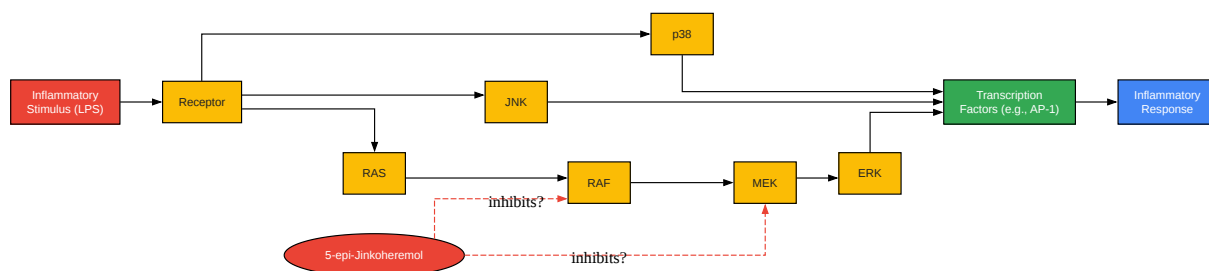 p38
Inflammatory
Stimulus (LPS)
Receptor
JNK
Transcription
Factors (e.g., AP-1)
Inflammatory
Response
RAS
RAF
MEK
ERK
inhibits?
5-epi-Jinkoheremol
inhibits?